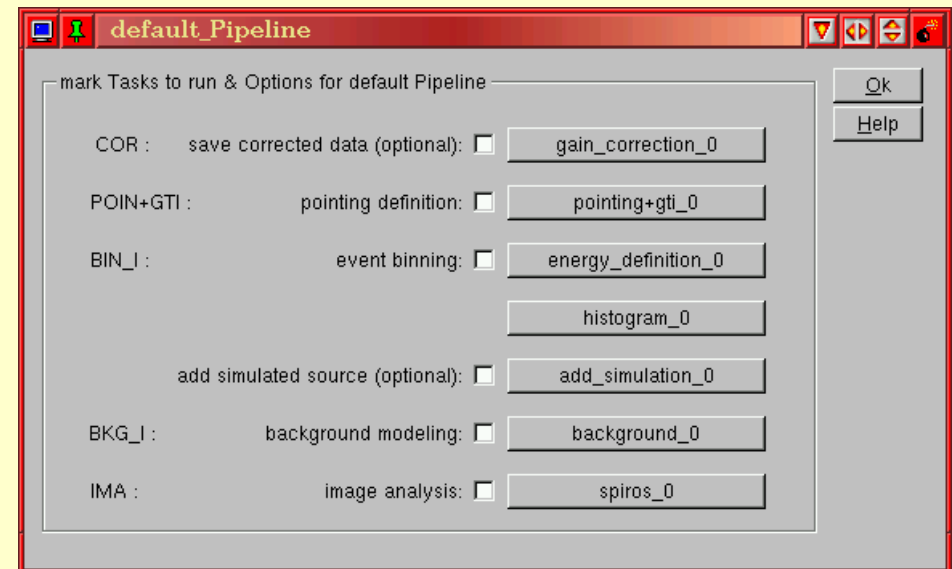 default_Pipeline
mark Tasks to run & Options for default Pipeline
Ok
Help
COR : save corrected data (optional): gain_correction_0
POIN+GTI : pointing definition: pointing+gti_0
BIN_I : event binning: energy_definition_0
histogram_0
add simulated source (optional): add_simulation_0
BKG_I : background modeling: background_0
IMA : image analysis: spiros_0